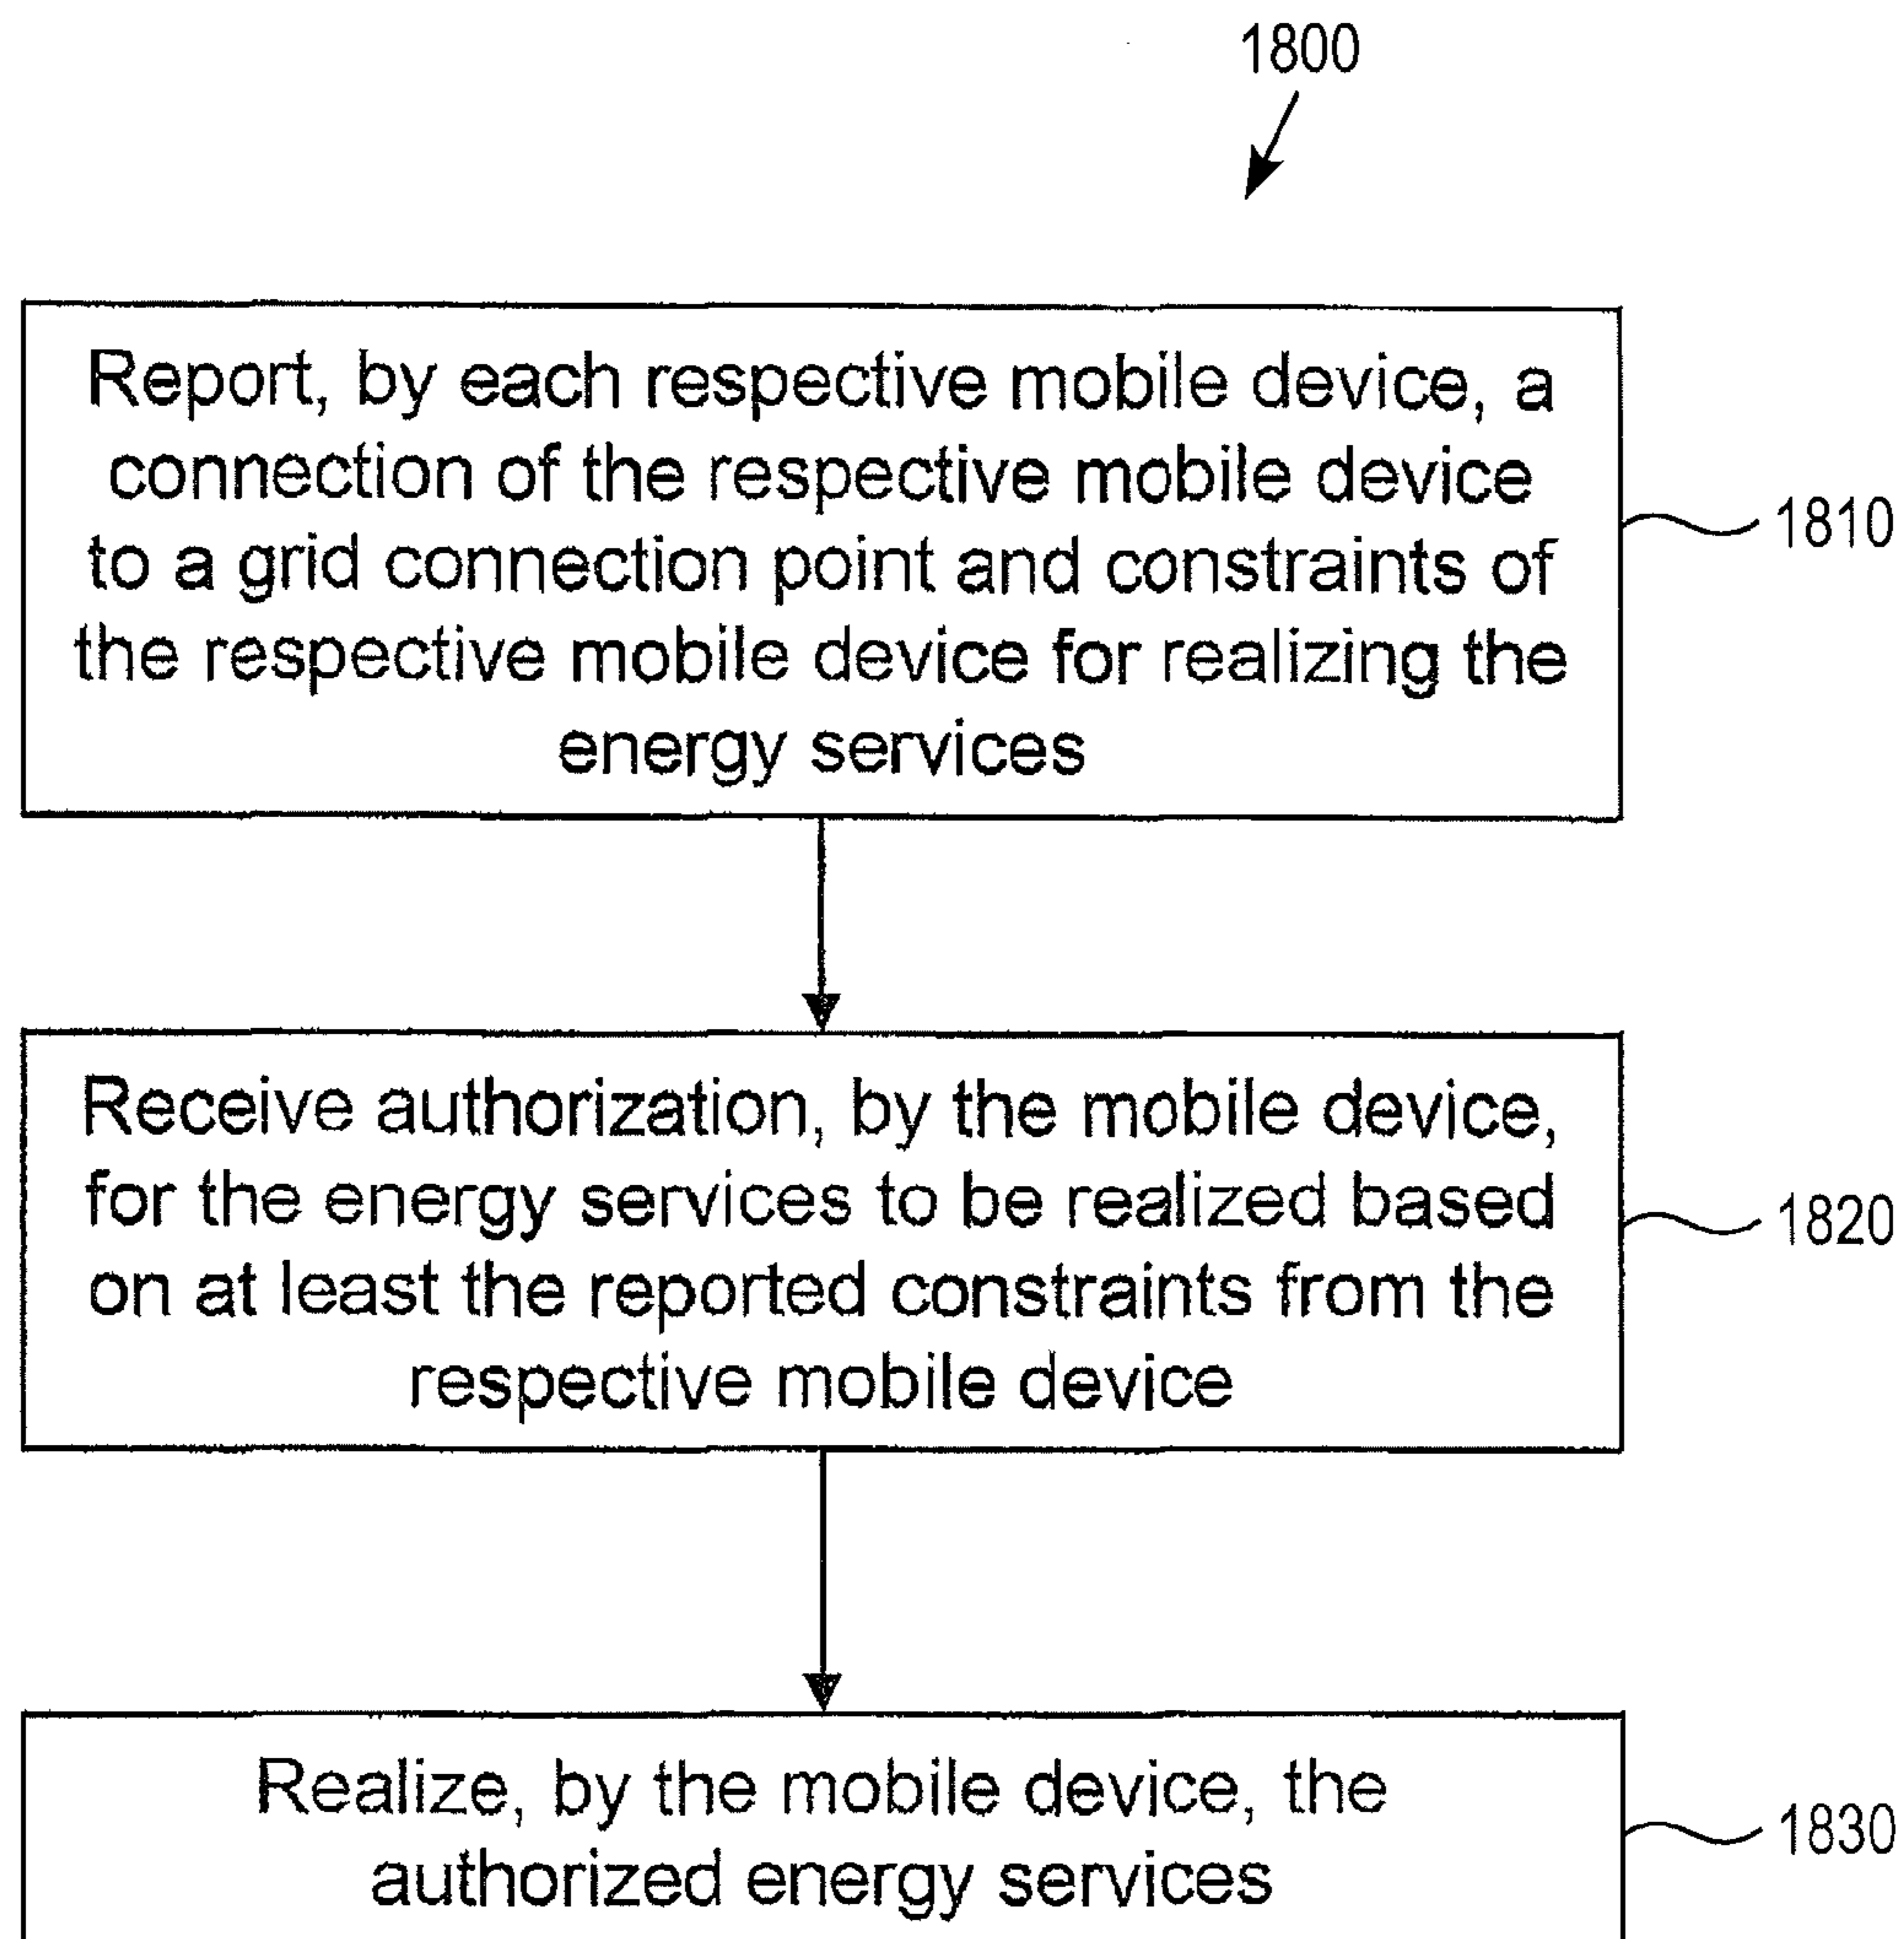 1800
Report, by each respective mobile device, a
connection of the respective mobile device
to a grid connection point and constraints of
the respective mobile device for realizing the
energy services
1810
Receive authorization, by the mobile device,
for the energy services to be realized based
on at least the reported constraints from the
respective mobile device
1820
Realize, by the mobile device, the
authorized energy services
1830